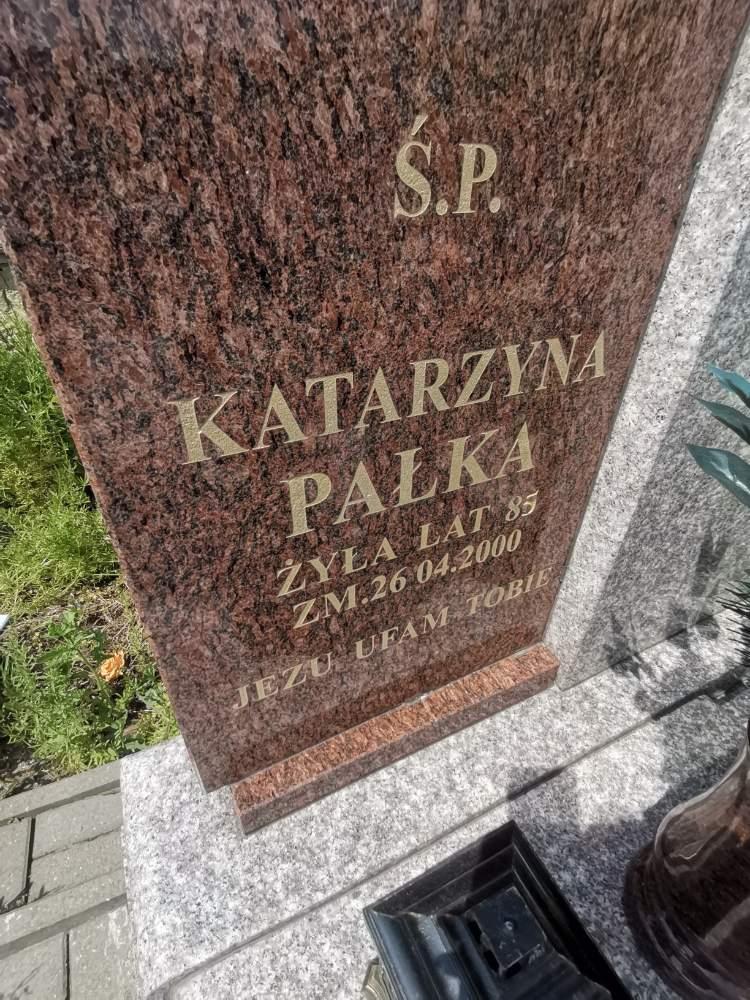 Ś.P.
KATARZYNA
PAŁKA
ŻYŁA LAT 85
ZM.26 04.2000
JEZU UFAM TOBIE